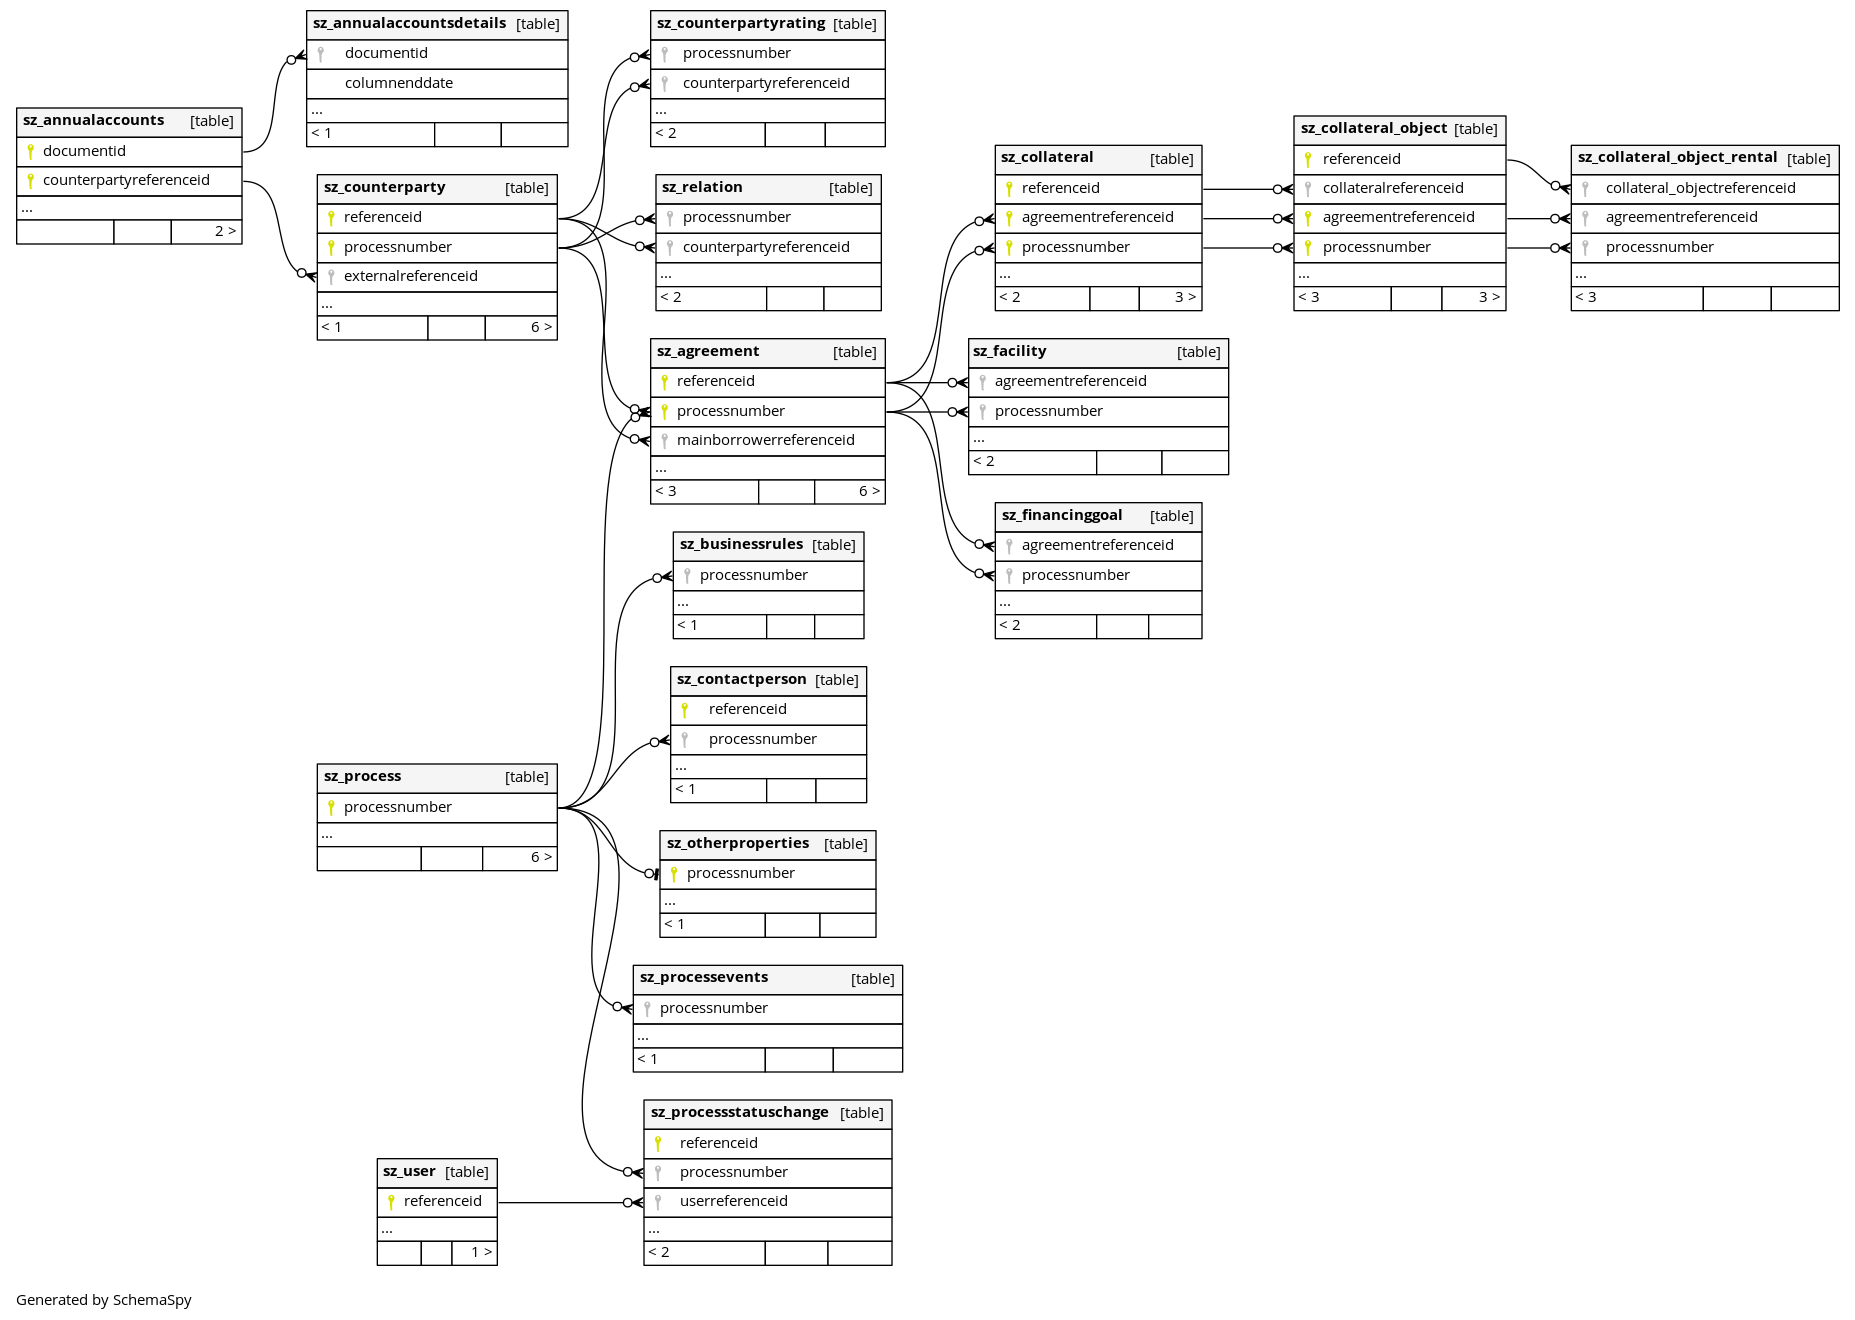 sz_annualaccountsdetails [table]
documentid
columnenddate
...
< 1
sz_counterpartyrating [table]
processnumber
counterpartyreferenceid
...
< 2
sz_annualaccounts [table]
documentid
counterpartyreferenceid
...
2 >
sz_counterparty [table]
referenceid
processnumber
externalreferenceid
...
< 1 6 >
sz_relation [table]
processnumber
counterpartyreferenceid
...
< 2
sz_collateral [table]
referenceid
agreementreferenceid
processnumber
...
< 2 3 >
sz_collateral_object [table]
referenceid
collateralreferenceid
agreementreferenceid
processnumber
...
< 3 3 >
sz_collateral_object_rental [table]
collateral_objectreferenceid
agreementreferenceid
processnumber
...
< 3
sz_agreement [table]
referenceid
processnumber
mainborrowerreferenceid
...
< 3 6 >
sz_facility [table]
agreementreferenceid
processnumber
...
< 2
sz_financinggoal [table]
agreementreferenceid
processnumber
...
< 2
sz_businessrules [table]
processnumber
...
< 1
sz_contactperson [table]
referenceid
processnumber
...
< 1
sz_process [table]
processnumber
...
6 >
sz_otherproperties [table]
processnumber
...
< 1
sz_processevents [table]
processnumber
...
< 1
sz_processstatuschange [table]
referenceid
processnumber
userreferenceid
...
< 2
sz_user [table]
referenceid
...
1 >
Generated by SchemaSpy